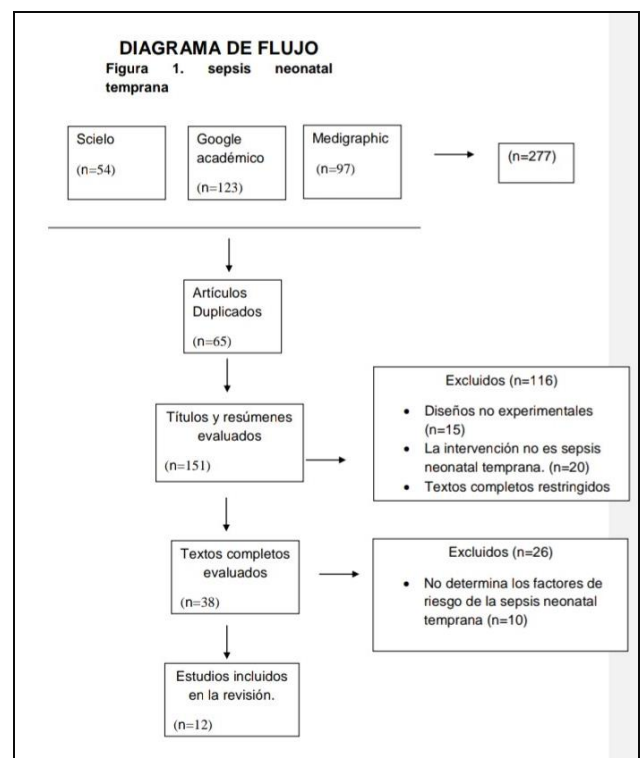 DIAGRAMA DE FLUJO
Figura 1. sepsis neonatal
temprana
Scielo
(n=54)
Google
académico
(n=123)
Medigraphic
(n=97)
(n=277)
Artículos
Duplicados
(n=65)
Títulos y resúmenes
evaluados
(n=151)
Excluidos (n=116)
• Diseños no experimentales
(n=15)
• La intervención no es sepsis
neonatal temprana. (n=20)
• Textos completos restringidos
Textos completos
evaluados
(n=38)
Excluidos (n=26)
• No determina los factores de
riesgo de la sepsis neonatal
temprana (n=10)
Estudios incluidos
en la revisión.
(n=12)